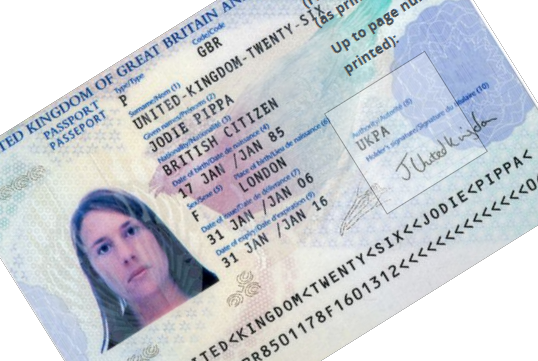 TED KINGDOM OF GREAT BRITAIN AN
PASSPORT
PASSEPORT
Type/Type
P
Code/Code
GBR
Surname/Nom (1)
UNITED-KINGDOM-TWENTY-SIX
Given names/Prénoms (2)
JODIE PIPPA
Nationality/Nationalité (3)
BRITISH CITIZEN
Date of birth/Date de naissance (4)
17 JAN /JAN 85
Sex/Sexe (5)
F
Place of birth/Lieu de naissance (6)
LONDON
Date of issue/Date de délivrance (7)
31 JAN /JAN 06
Date of expiry/Date d'expiration (9)
31 JAN /JAN 16
Authority/Autorité (8)
UKPA
Holder's signature/Signature du titulaire (10)
J United Kingdom
(as prin
Up to page nu
printed):
ITED<KINGDOM<TWENTY<SIX<<JODIE<PIPPA<
BR8501178F1601312<<<<<<<<<<<<<<<0